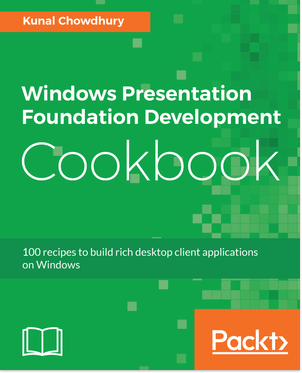 Kunal Chowdhury
Windows Presentation
Foundation Development
Cookbook
100 recipes to build rich desktop client applications
on Windows
Packt>